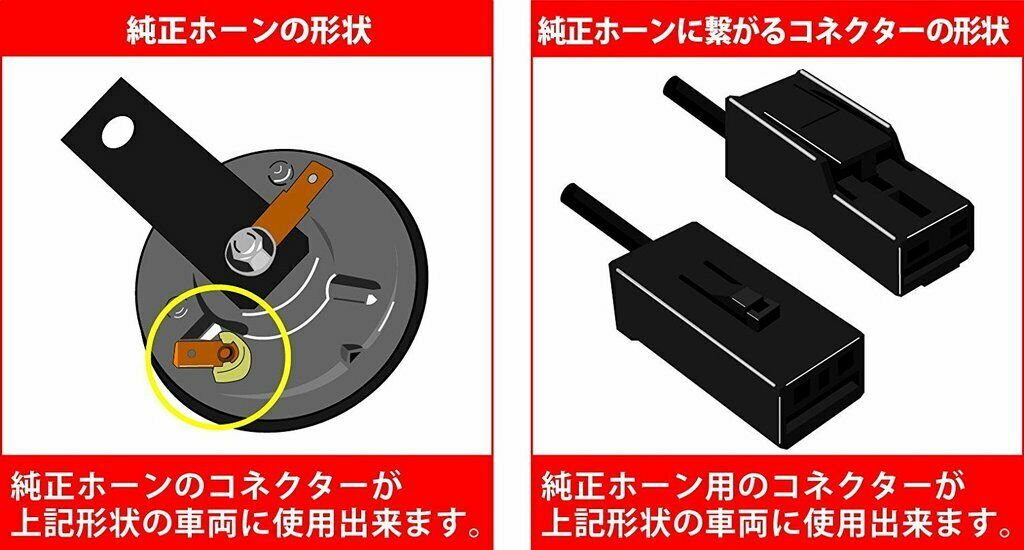 純正ホーンの形状
純正ホーンのコネクターが
上記形状の車両に使用出来ます。
純正ホーンに繋がるコネクターの形状
純正ホーン用のコネクターが
上記形状の車両に使用出来ます。